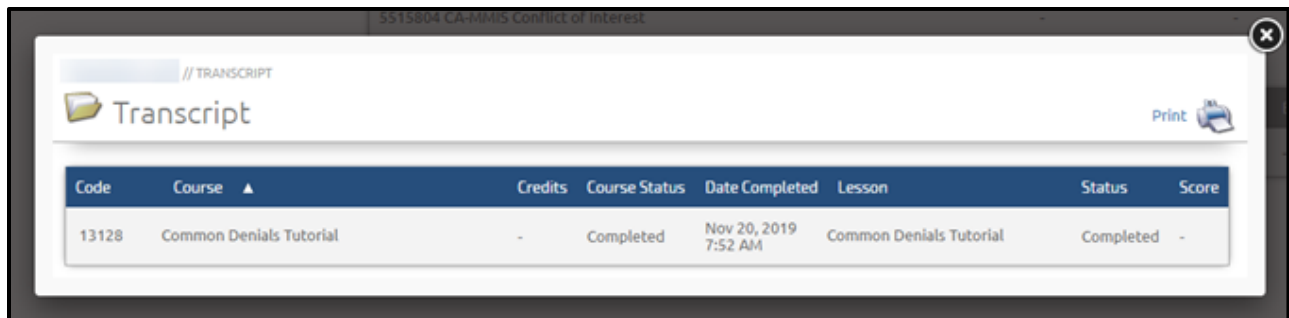 5515804 CA-MMIS Conflict of Interest - -
// TRANSCRIPT
Transcript
Print
Code Course ▲ Credits Course Status Date Completed Lesson Status Score
13128 Common Denials Tutorial - Completed Nov 20, 2019 Common Denials Tutorial Completed -
7:52 AM